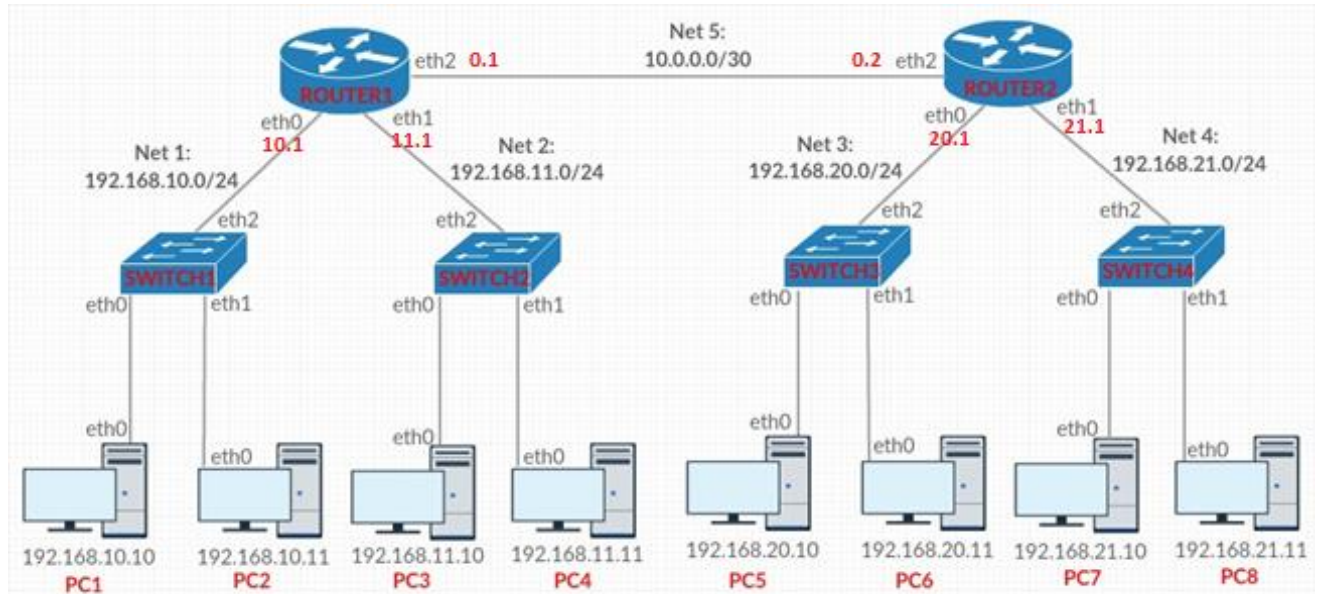 Net 5:
eth2 0.1 10.0.0.0/30 0.2 eth2
ROUTER1 ROUTER2
eth0 eth1 eth0 eth1
10.1 11.1 20.1 21.1
Net 1: Net 2: Net 3: Net 4:
192.168.10.0/24 192.168.11.0/24 192.168.20.0/24 192.168.21.0/24
eth2 eth2 eth2 eth2
SWITCH1 SWITCH2 SWITCH3 SWITCH4
eth0 eth1 eth0 eth1 eth0 eth1 eth0 eth1
eth0 eth0 eth0 eth0 eth0 eth0 eth0 eth0
192.168.10.10 192.168.10.11 192.168.11.10 192.168.11.11 192.168.20.10 192.168.20.11 192.168.21.10 192.168.21.11
PC1 PC2 PC3 PC4 PC5 PC6 PC7 PC8